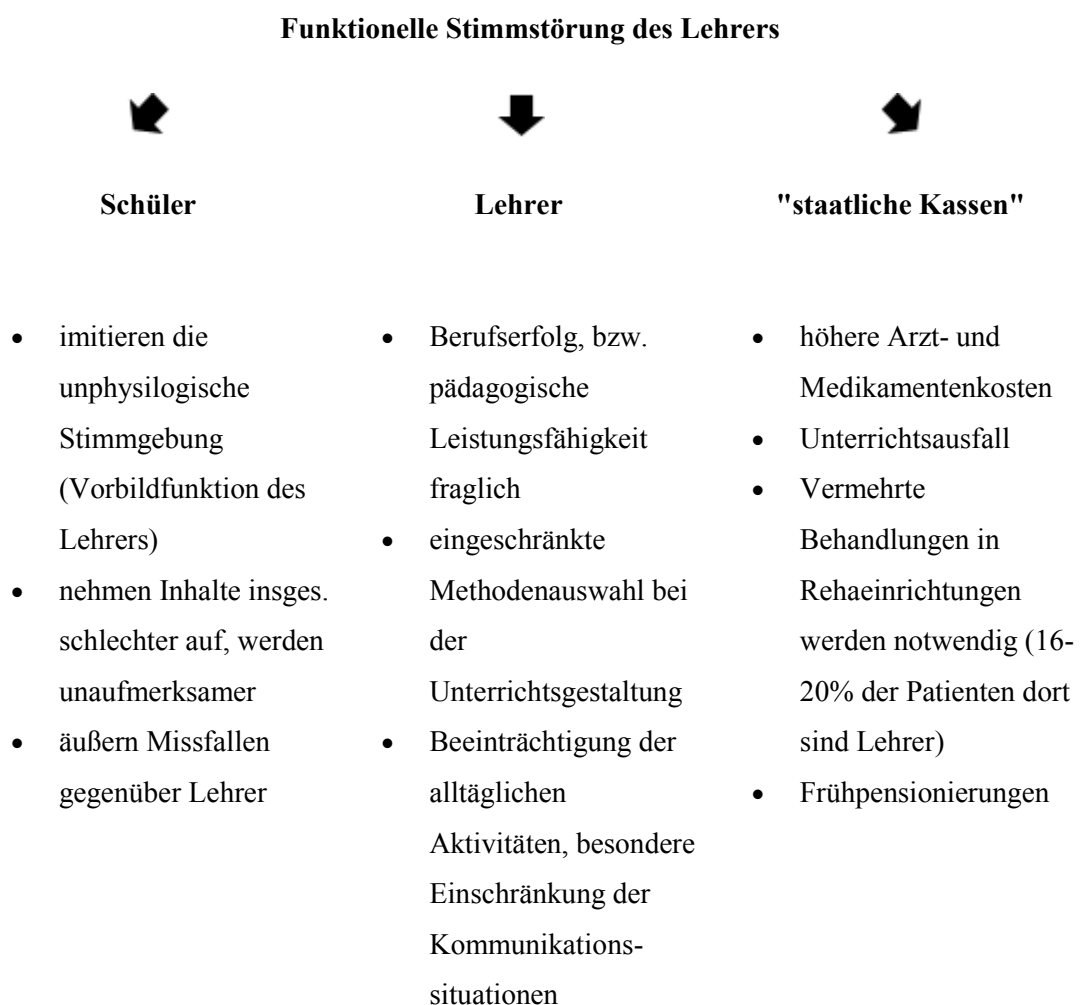 Funktionelle Stimmstörung des Lehrers
Schüler
imitieren die
unphysilogische
Stimmgebung
(Vorbildfunktion des
Lehrers)
nehmen Inhalte insges.
schlechter auf, werden
unaufmerksamer
äußern Missfallen
gegenüber Lehrer
Lehrer
Berufserfolg, bzw.
pädagogische
Leistungsfähigkeit
fraglich
eingeschränkte
Methodenauswahl bei
der
Unterrichtsgestaltung
Beeinträchtigung der
alltäglichen
Aktivitäten, besondere
Einschränkung der
Kommunikations-
situationen
"staatliche Kassen"
höhere Arzt- und
Medikamentenkosten
Unterrichtsausfall
Vermehrte
Behandlungen in
Rehaeinrichtungen
werden notwendig (16-
20% der Patienten dort
sind Lehrer)
Frühpensionierungen